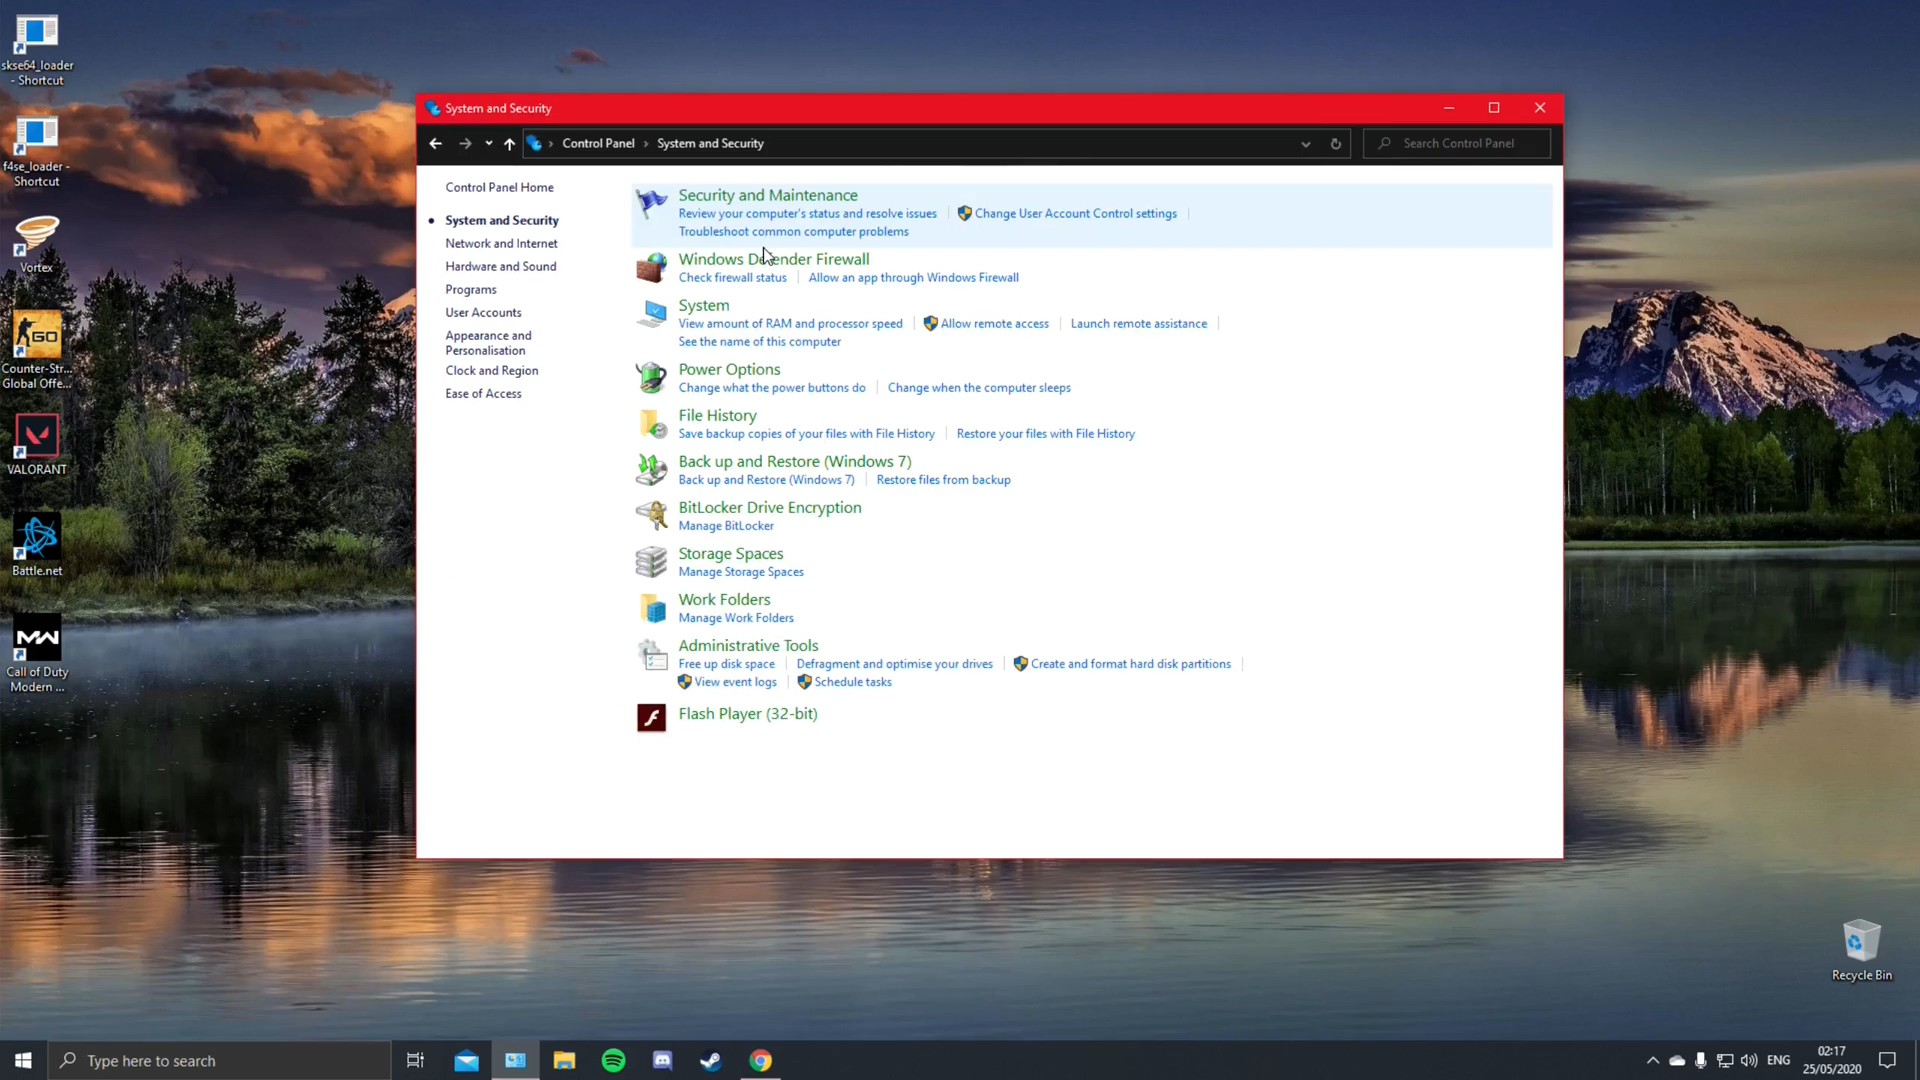 skse64_loader
- Shortcut
f4se_loader -
Shortcut
Vortex
GO
Counter-Str...
Global Offe...
VALORANT
Battle.net
MW
Call of Duty
Modern ...
System and Security
Control Panel > System and Security
Search Control Panel
Control Panel Home
System and Security
Network and Internet
Hardware and Sound
Programs
User Accounts
Appearance and
Personalisation
Clock and Region
Ease of Access
Security and Maintenance
Review your computer's status and resolve issues | Change User Account Control settings |
Troubleshoot common computer problems
Windows Defender Firewall
Check firewall status | Allow an app through Windows Firewall
System
View amount of RAM and processor speed | Allow remote access | Launch remote assistance |
See the name of this computer
Power Options
Change what the power buttons do | Change when the computer sleeps
File History
Save backup copies of your files with File History | Restore your files with File History
Back up and Restore (Windows 7)
Back up and Restore (Windows 7) | Restore files from backup
BitLocker Drive Encryption
Manage BitLocker
Storage Spaces
Manage Storage Spaces
Work Folders
Manage Work Folders
Administrative Tools
Free up disk space | Defragment and optimise your drives | Create and format hard disk partitions |
View event logs | Schedule tasks
Flash Player (32-bit)
Recycle Bin
Type here to search
ENG
02:17
25/05/2020